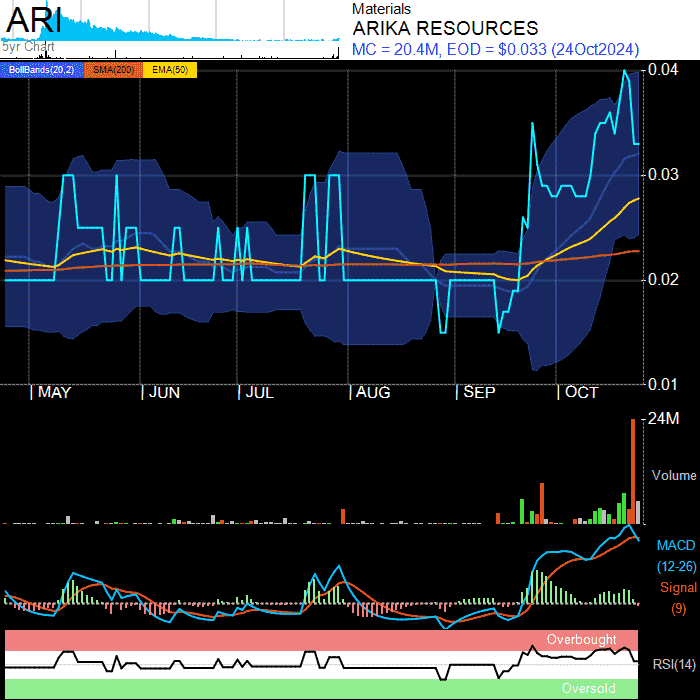 ARI
5yr Chart
Materials
ARIKA RESOURCES
MC = 20.4M, EOD = $0.033 (24Oct2024)
BollBands(20,2) SMA(200) EMA(50)
0.04
0.03
0.02
0.01
MAY JUN JUL AUG SEP OCT
24M
Volume
MACD
(12-26)
Signal
(9)
Overbought
RSI(14)
Oversold